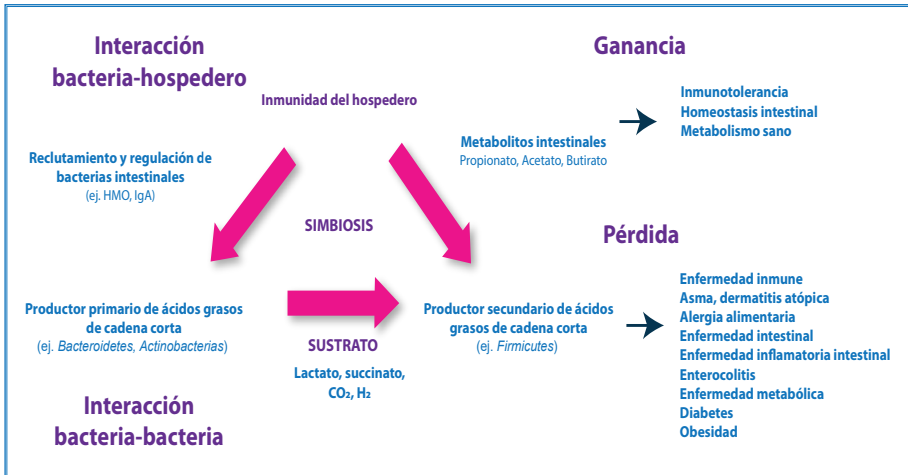 Interacción
bacteria-hospedero
Inmunidad del hospedero
Reclutamiento y regulación de
bacterias intestinales
(ej. HMO, IgA)
SIMBIOSIS
Productor primario de ácidos grasos
de cadena corta
(ej. Bacteroidetes, Actinobacterias)
SUSTRATO
Lactato, succinato,
CO₂, H₂
Interacción
bacteria-bacteria
Ganancia
Metabolitos intestinales
Propionato, Acetato, Butirato
Inmunotolerancia
Homeostasis intestinal
Metabolismo sano
Pérdida
Productor secundario de ácidos
grasos de cadena corta
(ej. Firmicutes)
Enfermedad inmune
Asma, dermatitis atópica
Alergia alimentaria
Enfermedad intestinal
Enfermedad inflamatoria intestinal
Enterocolitis
Enfermedad metabólica
Diabetes
Obesidad